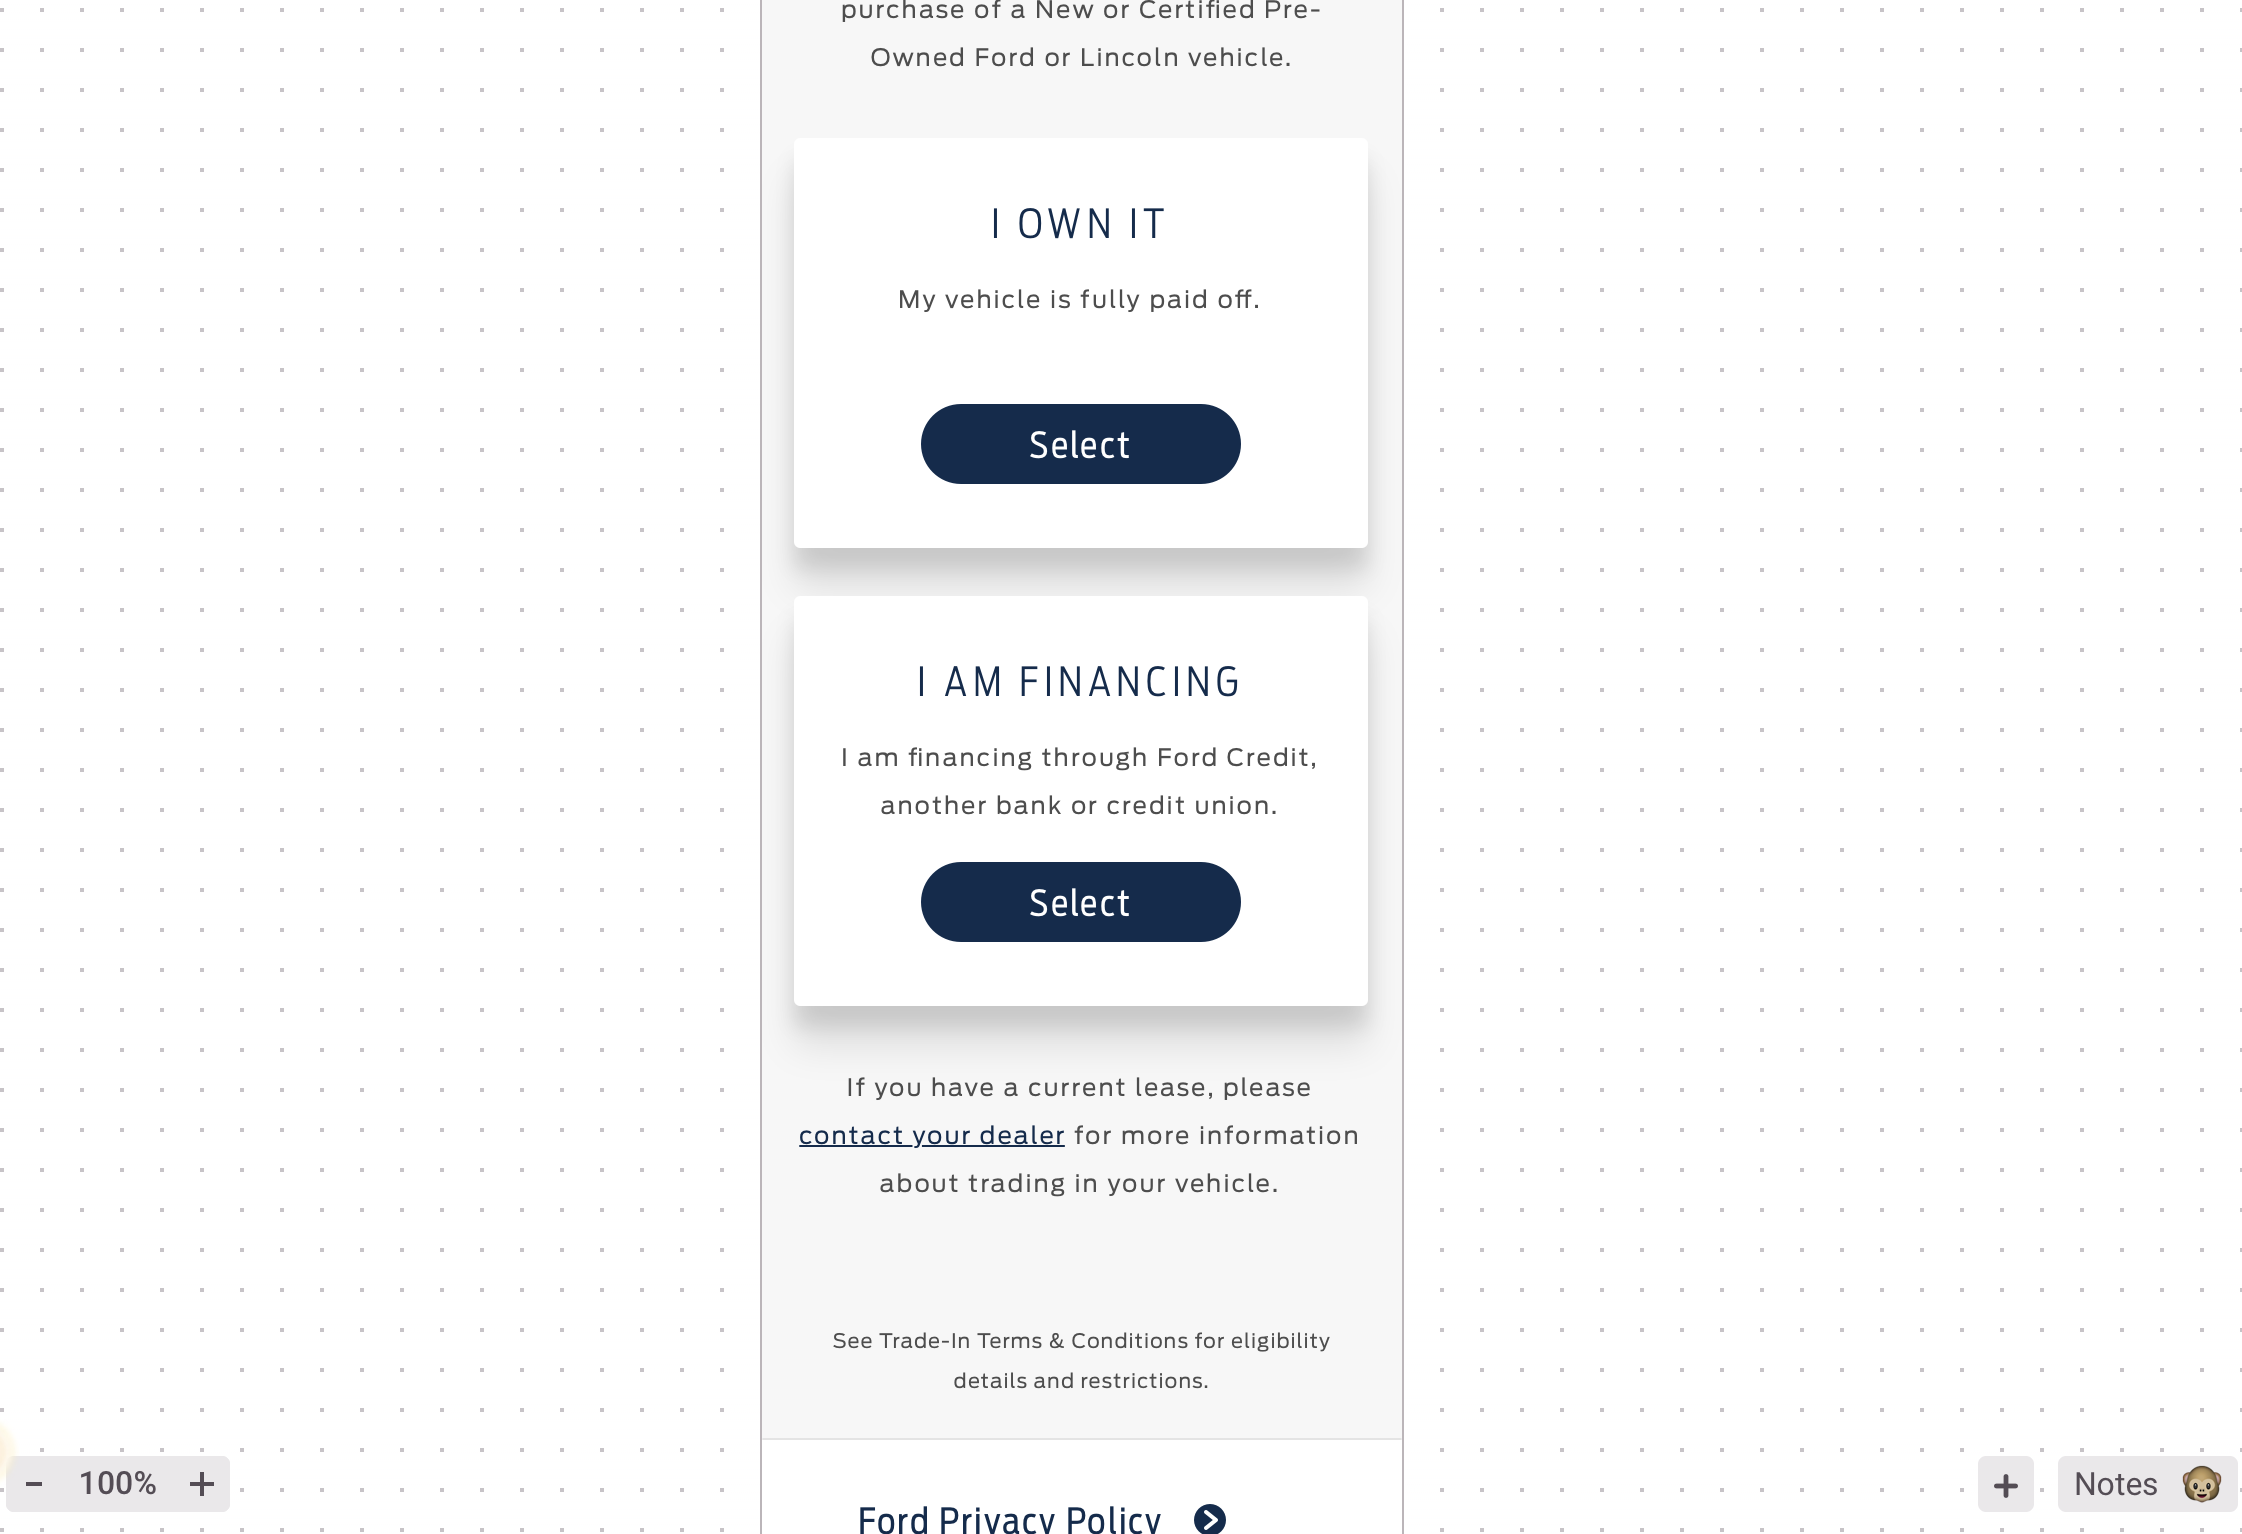 purchase of a New or Certified Pre-
Owned Ford or Lincoln vehicle.
I OWN IT
My vehicle is fully paid off.
Select
I AM FINANCING
I am financing through Ford Credit,
another bank or credit union.
Select
If you have a current lease, please
contact your dealer for more information
about trading in your vehicle.
See Trade-In Terms & Conditions for eligibility
details and restrictions.
- 100% +
+ Notes
Ford Privacy Policy